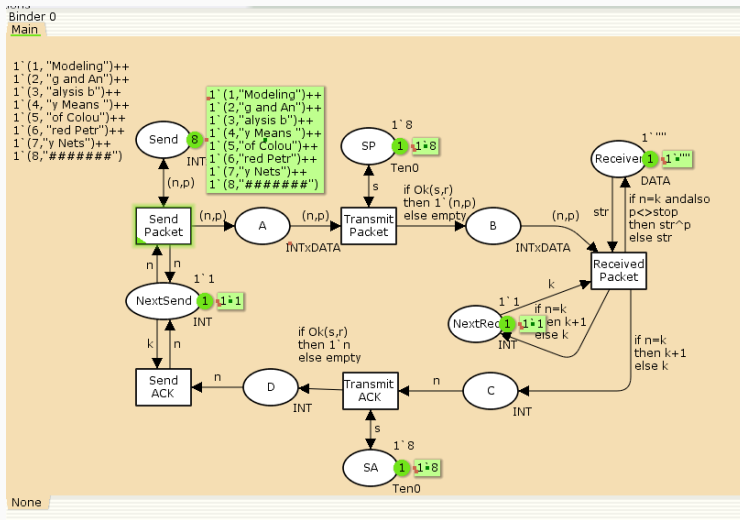 Binder 0
Main
1`(1, "Modeling")++
1`(2, "g and An")++
1`(3, "alysis b")++
1`(4, "y Means ")++
1`(5, "of Colou")++
1`(6, "red Petr")++
1`(7,"y Nets")++
1`(8,"#######")
Send
8
INT
1`(1,"Modeling")++
1`(2,"g and An")++
1`(3,"alysis b")++
1`(4,"y Means ")++
1`(5,"of Colou")++
1`(6,"red Petr")++
1`(7,"y Nets")++
1`(8,"#######")
(n,p)
Send
Packet
(n,p)
A
INTxDATA
(n,p)
1`8
SP
1
1`8
Ten0
s
Transmit
Packet
if Ok(s,r)
then 1`(n,p)
else empty
B
INTxDATA
(n,p)
1`""
Receiver
1
1`""
DATA
str
if n=k andalso
p<>stop
then str^p
else str
Received
Packet
n
n
1`1
NextSend
1
1`1
INT
k
n
k
1`1
NextRec
1
1`1
INT
if n=k
then k+1
else k
if n=k
then k+1
else k
Send
ACK
n
D
INT
if Ok(s,r)
then 1`n
else empty
Transmit
ACK
n
C
INT
s
1`8
SA
1
1`8
Ten0
None